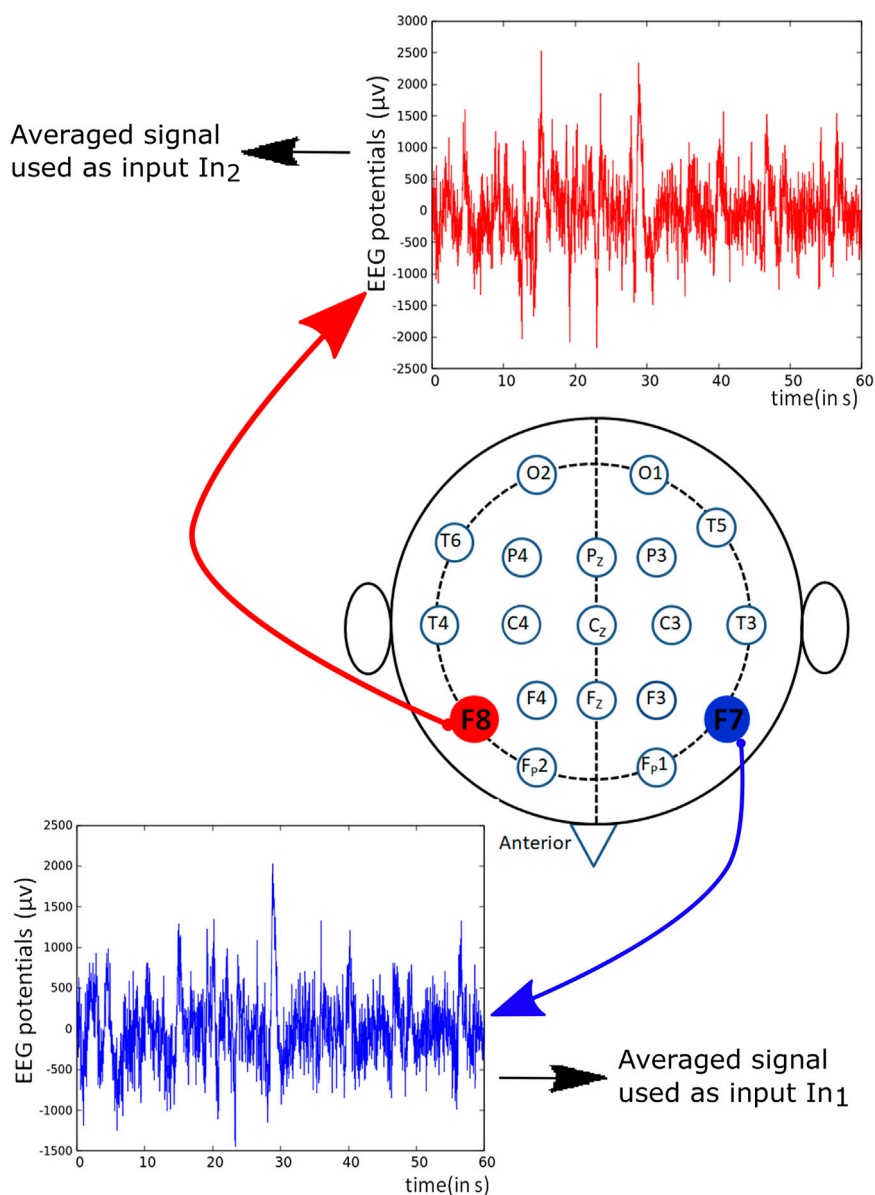 3000
2500
2000
1500
1000
500
0
-500
-1000
-1500
-2000
-2500
EEG potentials (µv)
0 10 20 30 40 50 60
time(in s)
Averaged signal
used as input In2
O2 O1
T6 T5
P4 PZ P3
T4 C4 CZ C3 T3
F8 F4 FZ F3 F7
FP2 FP1
Anterior
2500
2000
1500
1000
500
0
-500
-1000
-1500
EEG potentials (µv)
0 10 20 30 40 50 60
time(in s)
Averaged signal
used as input In1